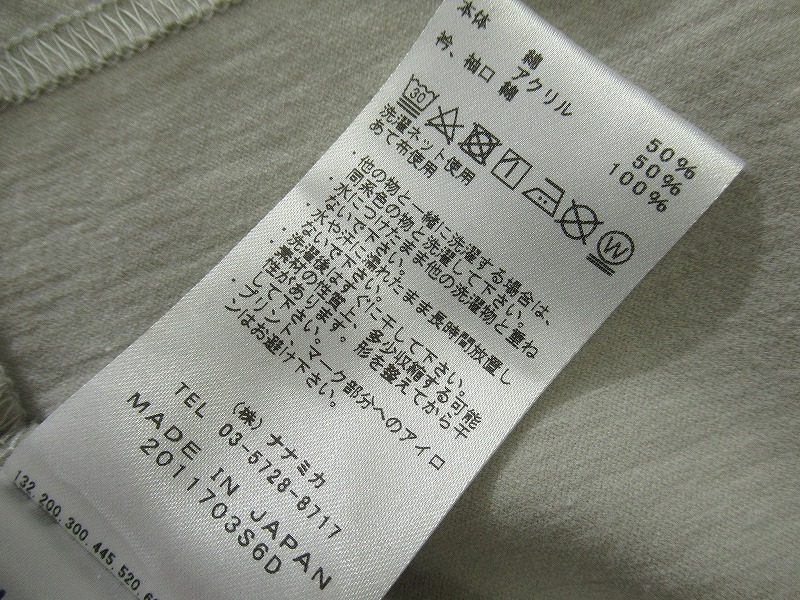 本体 綿 50%
アクリル 50%
衿、袖口 綿 100%
30
W
洗濯ネット使用
あて布使用
・他の物と一緒に洗濯する場合は、
同系色の物と洗濯して下さい。
・水につけたまま他の洗濯物と重ね
ないで下さい。
・水や汗に濡れたまま長時間放置し
ないで下さい。
・洗濯後はすぐに干して下さい。
・素材の性質上、多少収縮する可能
性があります。形を整えてから干
して下さい。
・プリント、マーク部分へのアイロ
ンはお避け下さい。
(株)ナナミカ
TEL 03-5728-8717
MADE IN JAPAN
2011703S6D
132.200.300.445.520.6